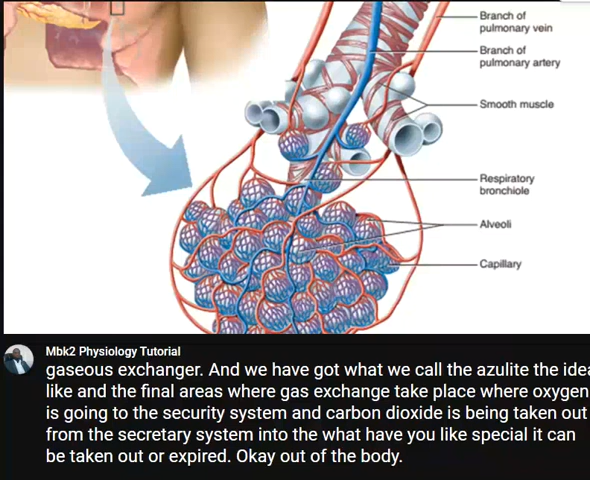 Branch of
pulmonary vein
Branch of
pulmonary artery
Smooth muscle
Respiratory
bronchiole
Alveoli
Capillary
Mbk2 Physiology Tutorial
gaseous exchanger. And we have got what we call the azulite the idea
like and the final areas where gas exchange take place where oxygen
is going to the security system and carbon dioxide is being taken out
from the secretary system into the what have you like special it can
be taken out or expired. Okay out of the body.